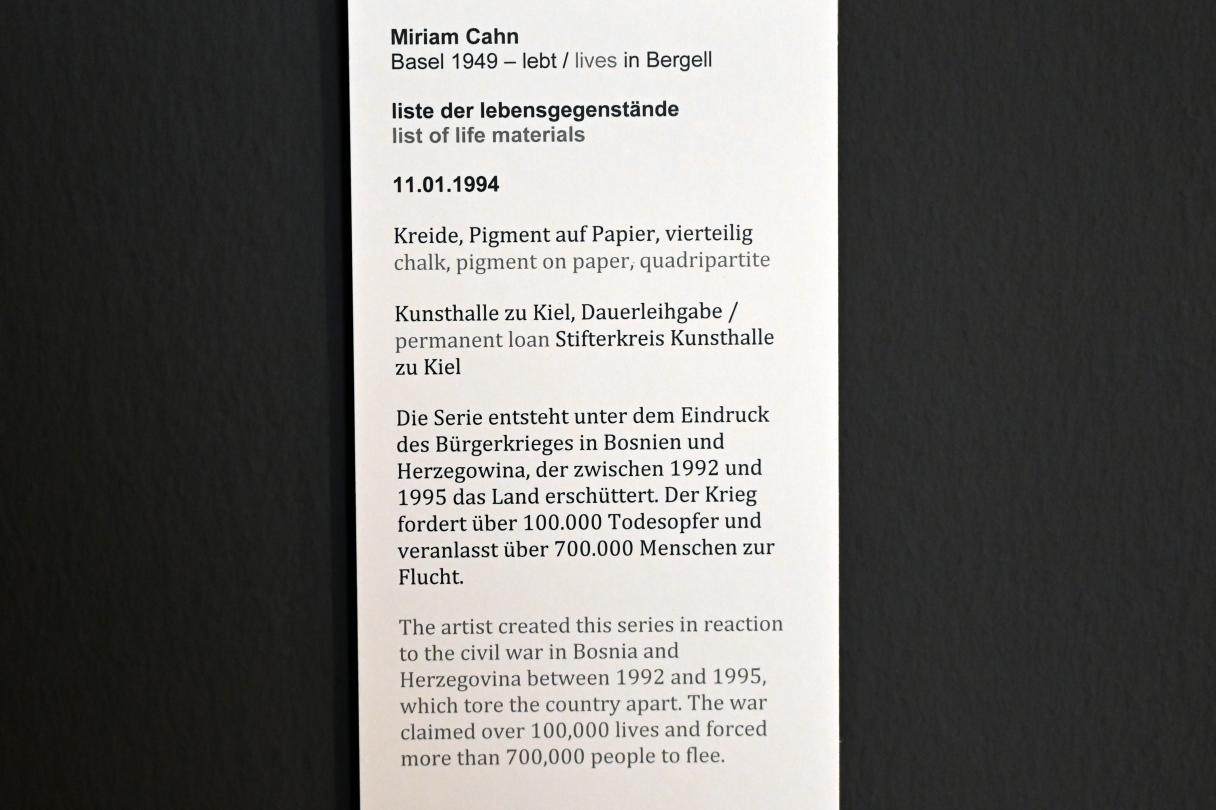 Miriam Cahn
Basel 1949 – lebt / lives in Bergell
liste der lebensgegenstände
list of life materials
11.01.1994
Kreide, Pigment auf Papier, vierteilig
chalk, pigment on paper, quadripartite
Kunsthalle zu Kiel, Dauerleihgabe /
permanent loan Stifterkreis Kunsthalle
zu Kiel
Die Serie entsteht unter dem Eindruck
des Bürgerkrieges in Bosnien und
Herzegowina, der zwischen 1992 und
1995 das Land erschüttert. Der Krieg
fordert über 100.000 Todesopfer und
veranlasst über 700.000 Menschen zur
Flucht.
The artist created this series in reaction
to the civil war in Bosnia and
Herzegovina between 1992 and 1995,
which tore the country apart. The war
claimed over 100,000 lives and forced
more than 700,000 people to flee.